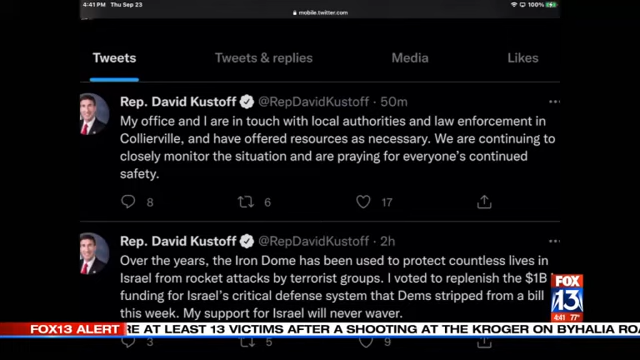 4:41 PM Thu Sep 23
mobile.twitter.com
100%
Tweets Tweets & replies Media Likes
Rep. David Kustoff @RepDavidKustoff · 50m
My office and I are in touch with local authorities and law enforcement in
Collierville, and have offered resources as necessary. We are continuing to
closely monitor the situation and are praying for everyone's continued
safety.
8 6 17
Rep. David Kustoff @RepDavidKustoff · 2h
Over the years, the Iron Dome has been used to protect countless lives in
Israel from rocket attacks by terrorist groups. I voted to replenish the $1B
funding for Israel's critical defense system that Dems stripped from a bill
this week. My support for Israel will never waver.
FOX
13
4:41 77°
FOX13 ALERT RE AT LEAST 13 VICTIMS AFTER A SHOOTING AT THE KROGER ON BYHALIA RO
3 5 9